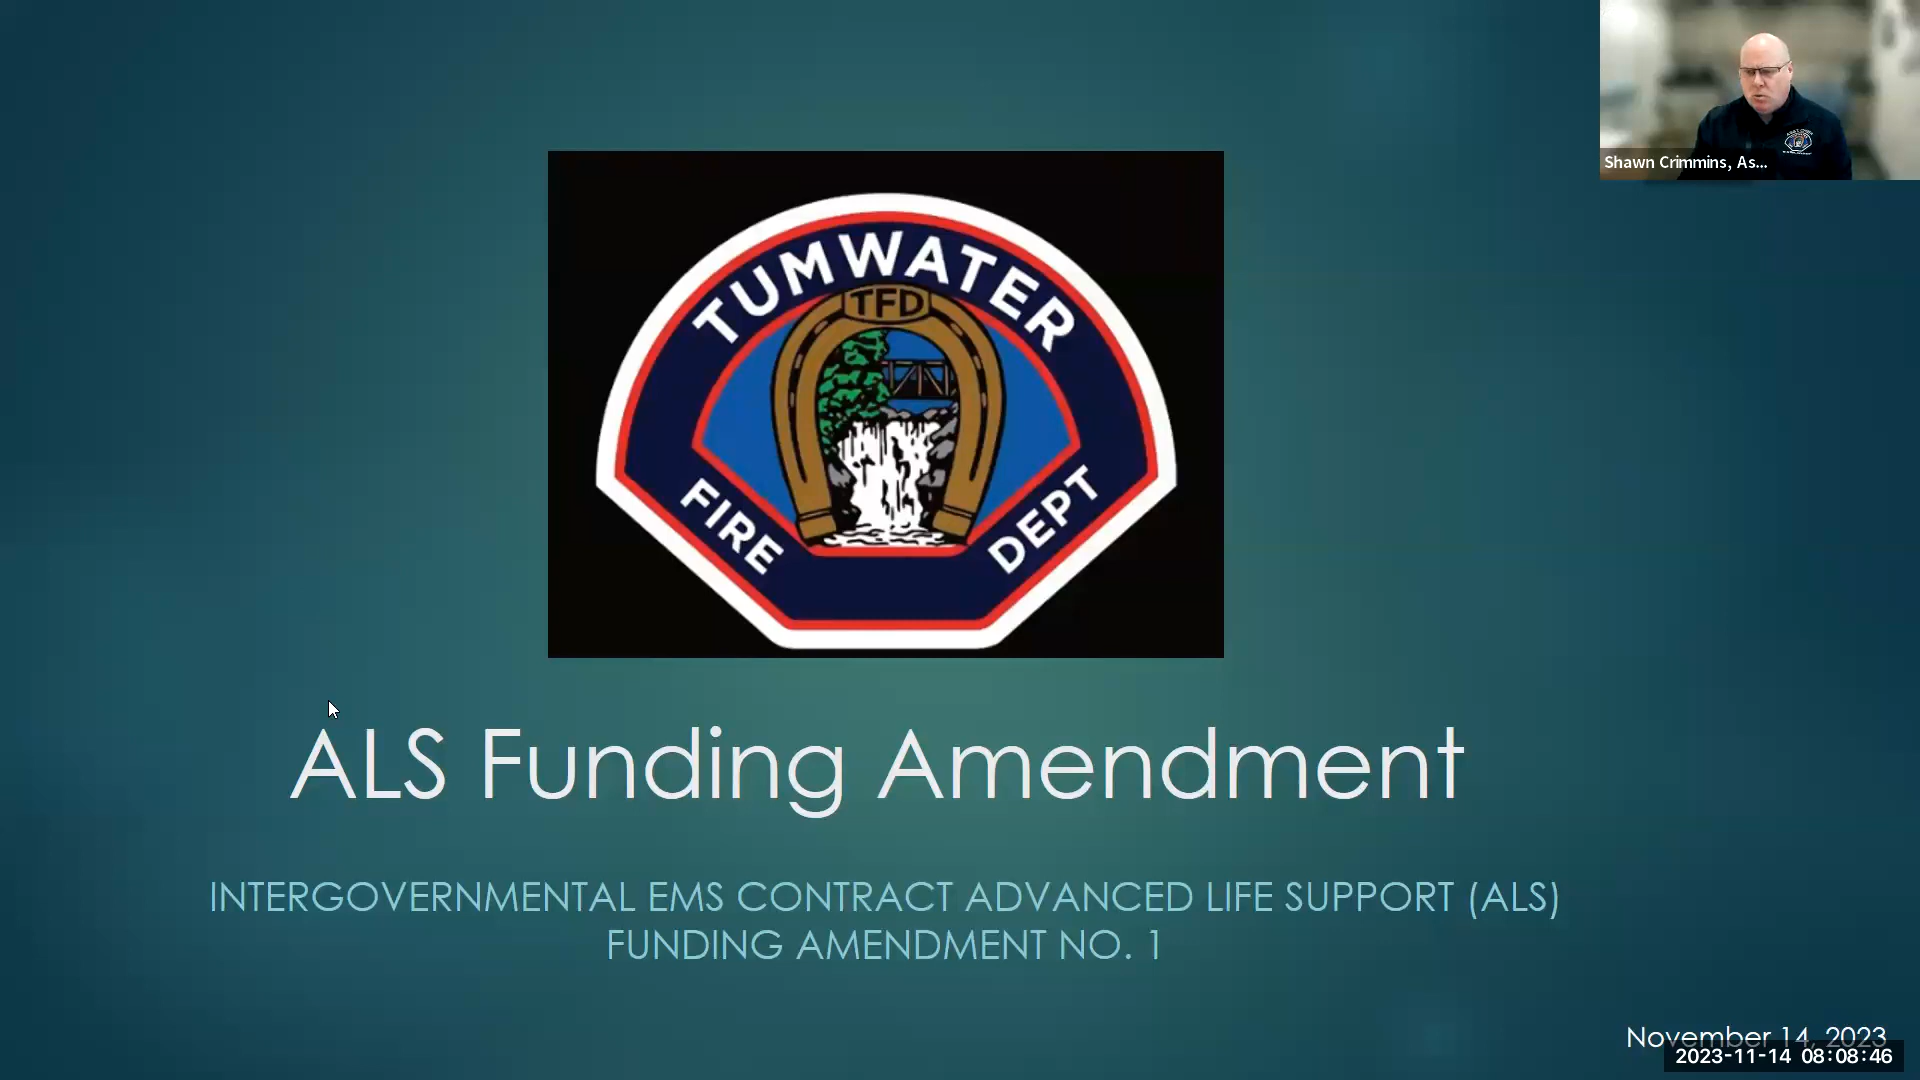 Shawn Crimmins, As...
TUMWATER
TFD
FIRE DEPT
ALS Funding Amendment
INTERGOVERNMENTAL EMS CONTRACT ADVANCED LIFE SUPPORT (ALS)
FUNDING AMENDMENT NO. 1
November 14, 2023
2023-11-14 08:08:46